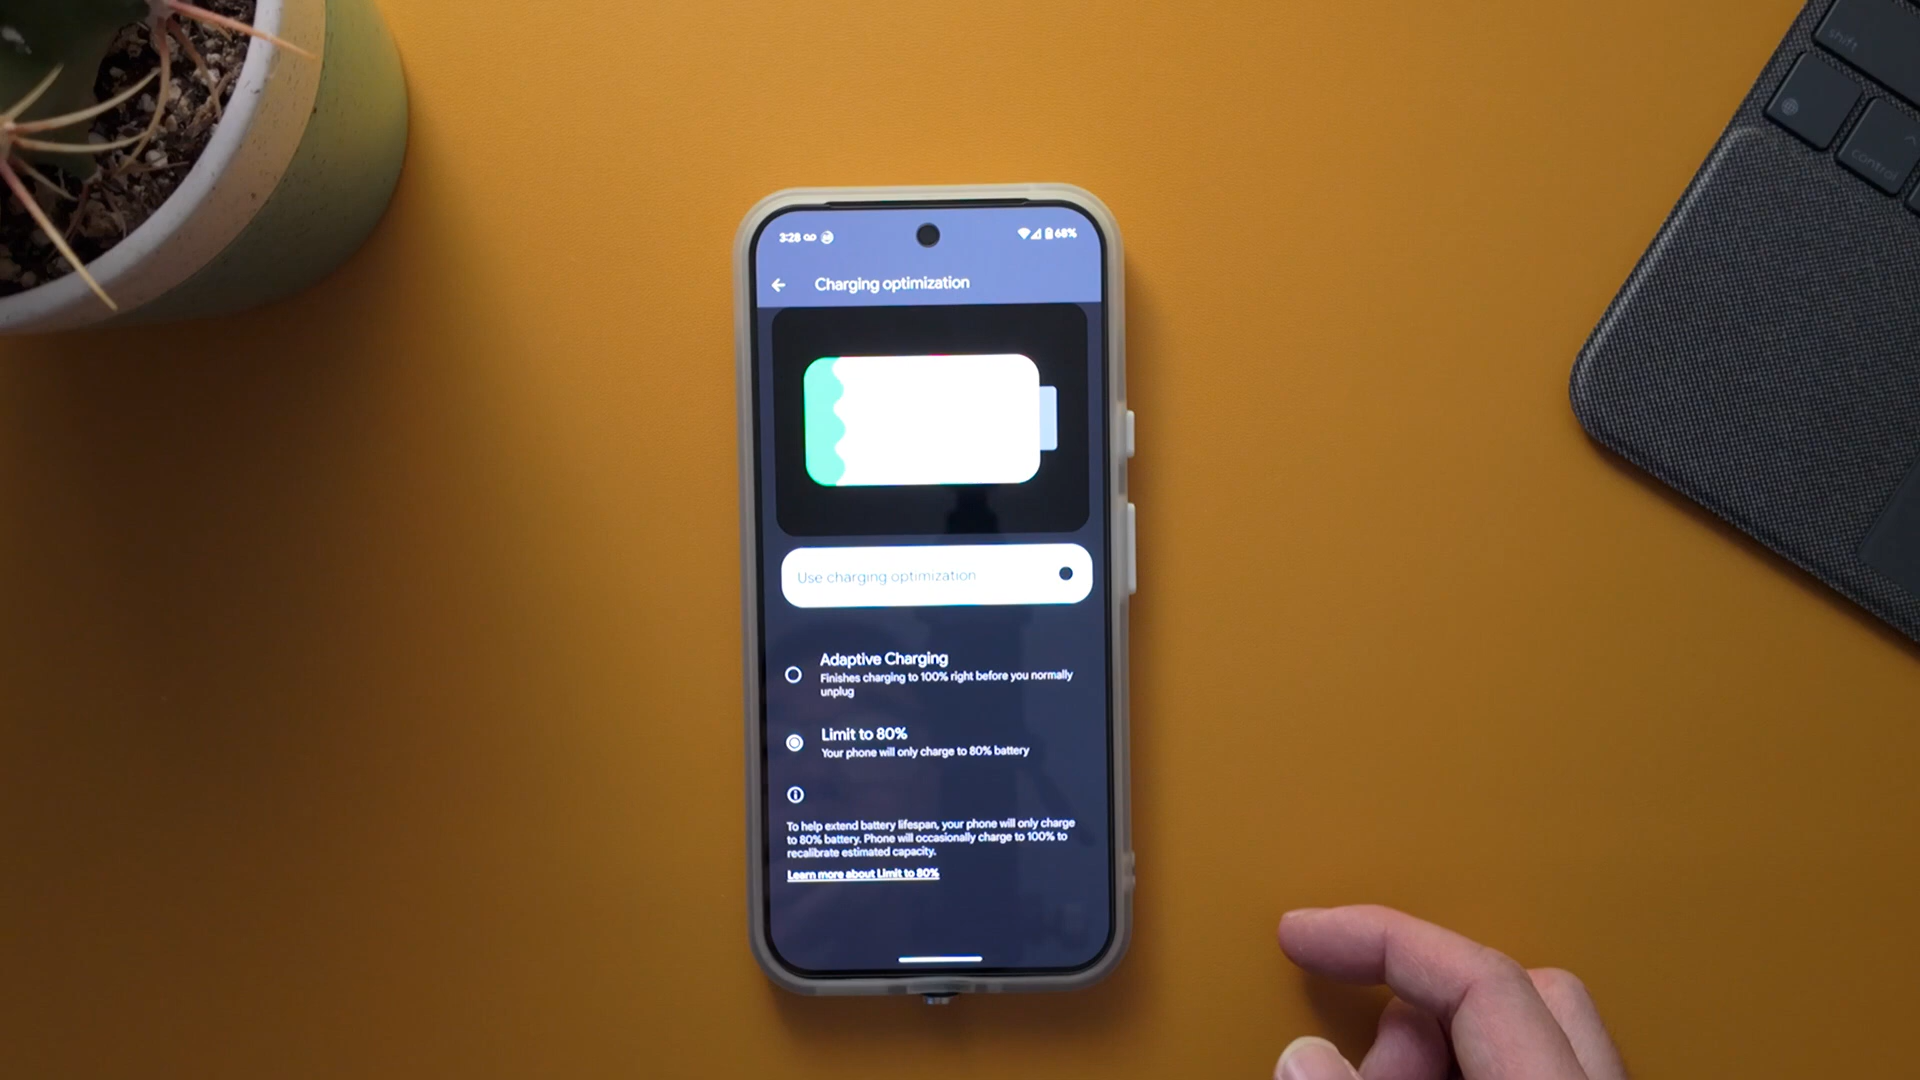 3:28
68%
Charging optimization
Use charging optimization
Adaptive Charging
Finishes charging to 100% right before you normally
unplug
Limit to 80%
Your phone will only charge to 80% battery
To help extend battery lifespan, your phone will only charge
to 80% battery. Phone will occasionally charge to 100% to
recalibrate estimated capacity.
Learn more about Limit to 80%
shift
control